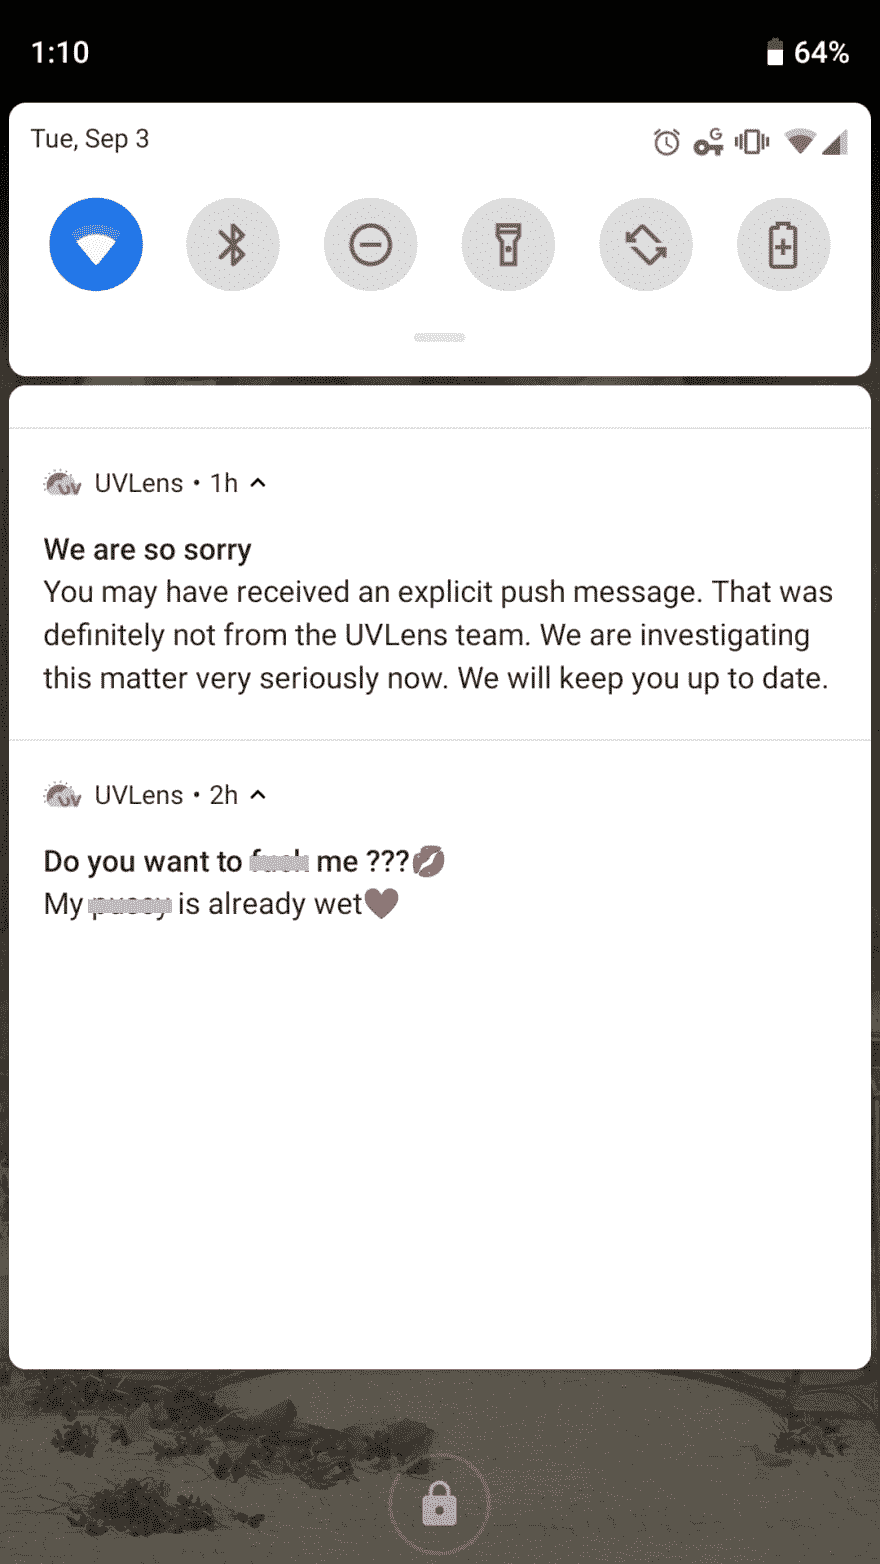 1:10
64%
Tue, Sep 3
G
UVLens • 1h
We are so sorry
You may have received an explicit push message. That was
definitely not from the UVLens team. We are investigating
this matter very seriously now. We will keep you up to date.
UVLens • 2h
Do you want to me ???💋
My is already wet❤